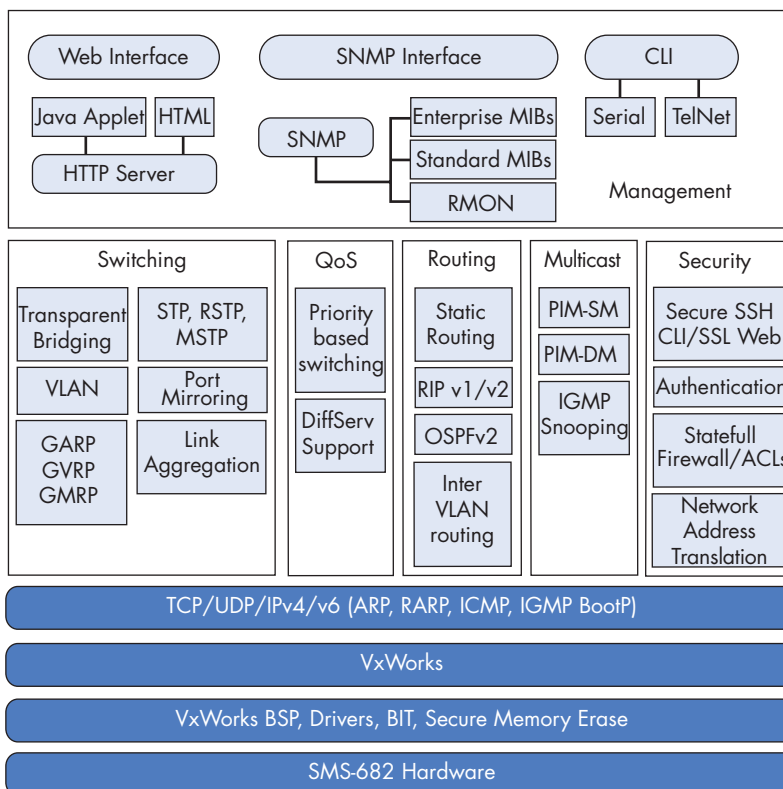 Web Interface
SNMP Interface
CLI
Java Applet
HTML
HTTP Server
SNMP
Enterprise MIBs
Standard MIBs
RMON
Serial
TelNet
Management
Switching
Transparent
Bridging
STP, RSTP,
MSTP
VLAN
Port
Mirroring
GARP
GVRP
GMRP
Link
Aggregation
QoS
Priority
based
switching
DiffServ
Support
Routing
Static
Routing
RIP v1/v2
OSPFv2
Inter
VLAN
routing
Multicast
PIM-SM
PIM-DM
IGMP
Snooping
Security
Secure SSH
CLI/SSL Web
Authentication
Statefull
Firewall/ACLs
Network
Address
Translation
TCP/UDP/IPv4/v6 (ARP, RARP, ICMP, IGMP BootP)
VxWorks
VxWorks BSP, Drivers, BIT, Secure Memory Erase
SMS-682 Hardware